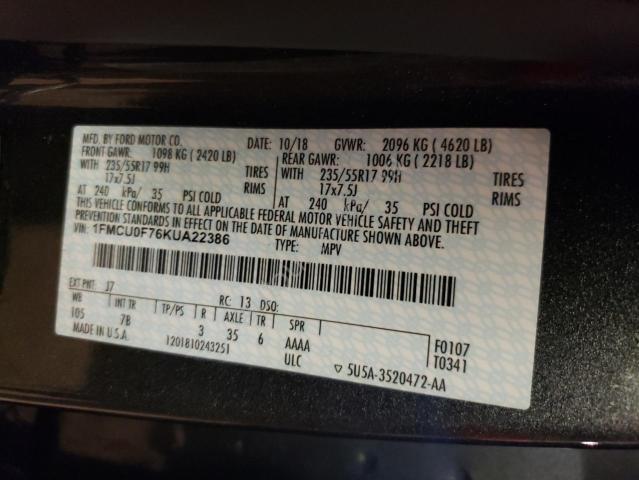 MFD. BY FORD MOTOR CO. DATE: 10/18 GVWR: 2096 KG ( 4620 LB)
FRONT GAWR: 1098 KG ( 2420 LB) REAR GAWR: 1006 KG ( 2218 LB)
WITH 235/55R17 99H TIRES WITH 235/55R17 99H TIRES
17x7.5J RIMS 17x7.5J RIMS
AT 240 kPa/ 35 PSI COLD AT 240 kPa/ 35 PSI COLD
THIS VEHICLE CONFORMS TO ALL APPLICABLE FEDERAL MOTOR VEHICLE SAFETY AND THEFT
PREVENTION STANDARDS IN EFFECT ON THE DATE OF MANUFACTURE SHOWN ABOVE.
VIN: 1FMCU0F76KUA22386
TYPE: MPV
EXT PNT: J7 RC: 13 DSO:
WB INT TR TP/PS R AXLE TR SPR
105 7B 3 35 6 AAAA F0107
MADE IN U.S.A. ULC T0341
1201810243251 ▽ 5U5A-3520472-AA